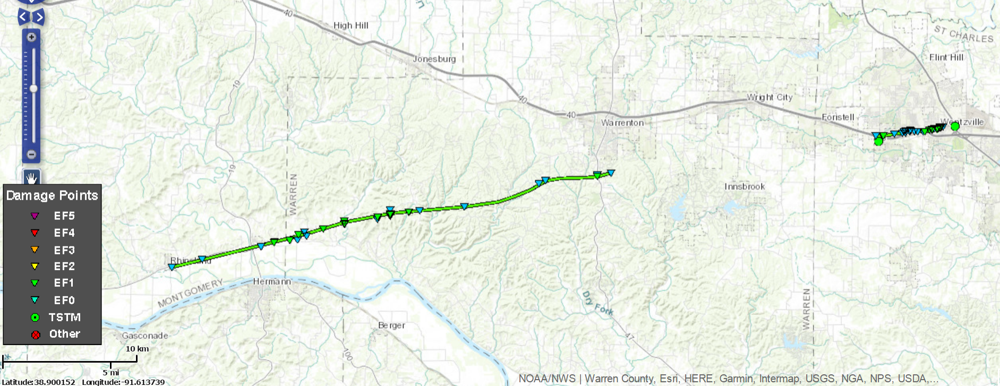 40
High Hill
ST CHARLES
Flint Hill
Jonesburg
19
40
Wright City
40
Foristell
Warrenton
Wentzville
19
WARREN
Innsbrook
Damage Points
EF5
EF4
EF3
EF2
EF1
EF0
TSTM
Other
Rhineland
Hermann
MONTGOMERY
WARREN
Dry Fork
Berger
Gasconade
47
100
10 km
5 mi
Latitude:38.900152 Longitude:-91.613739
NOAA/NWS | Warren County, Esri, HERE, Garmin, Intermap, USGS, NGA, NPS, USDA,...